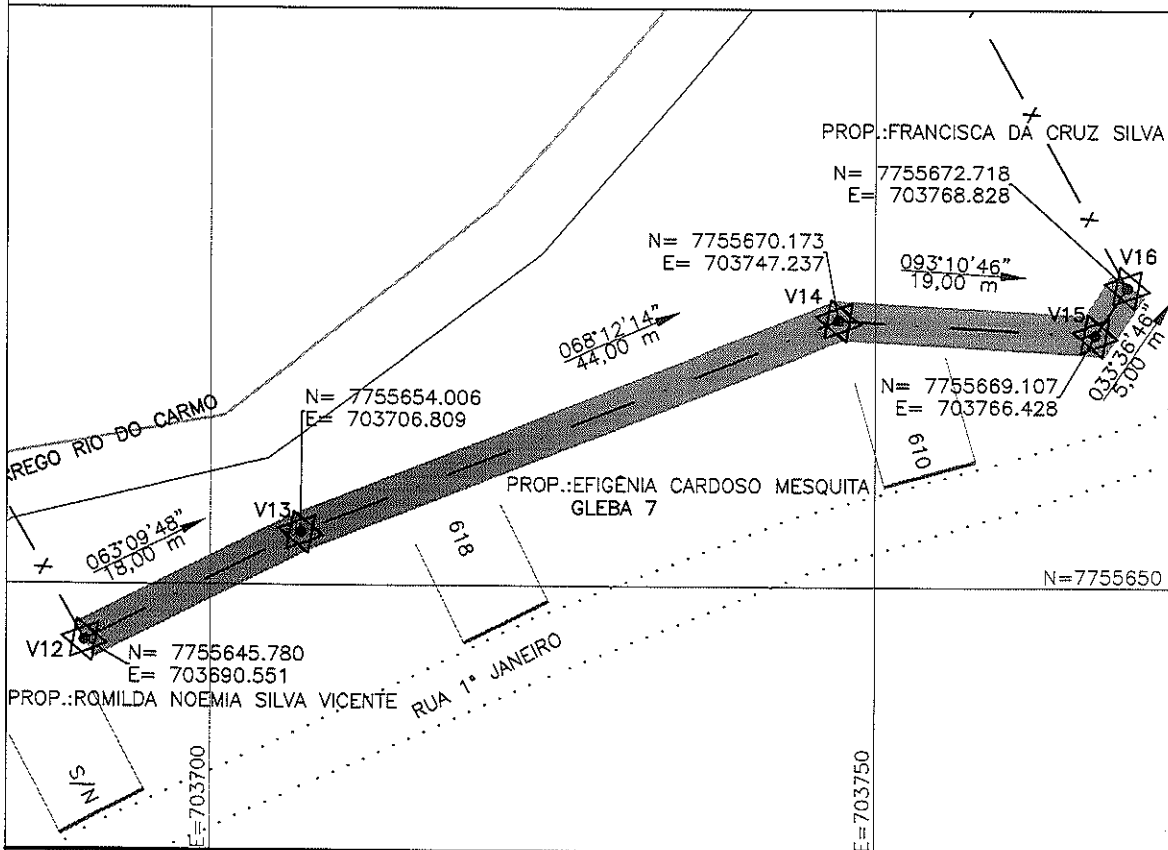 PROP.:FRANCISCA DA CRUZ SILVA
N= 7755672.718
E= 703768.828
N= 7755670.173
E= 703747.237
093°10'46"
19,00 m
V16
V14
V15
068°12'14"
44,00 m
033°36'46"
5,00 m
N= 7755669.107
E= 703766.428
N= 7755654.006
E= 703706.809
RREGO RIO DO CARMO
610
PROP.:EFIGÊNIA CARDOSO MESQUITA
GLEBA 7
V13
618
063°09'48"
18,00 m
N=7755650
V12
N= 7755645.780
E= 703690.551
PROP.:ROMILDA NOEMIA SILVA VICENTE
RUA 1ª JANEIRO
S/N
E=703700
E=703750